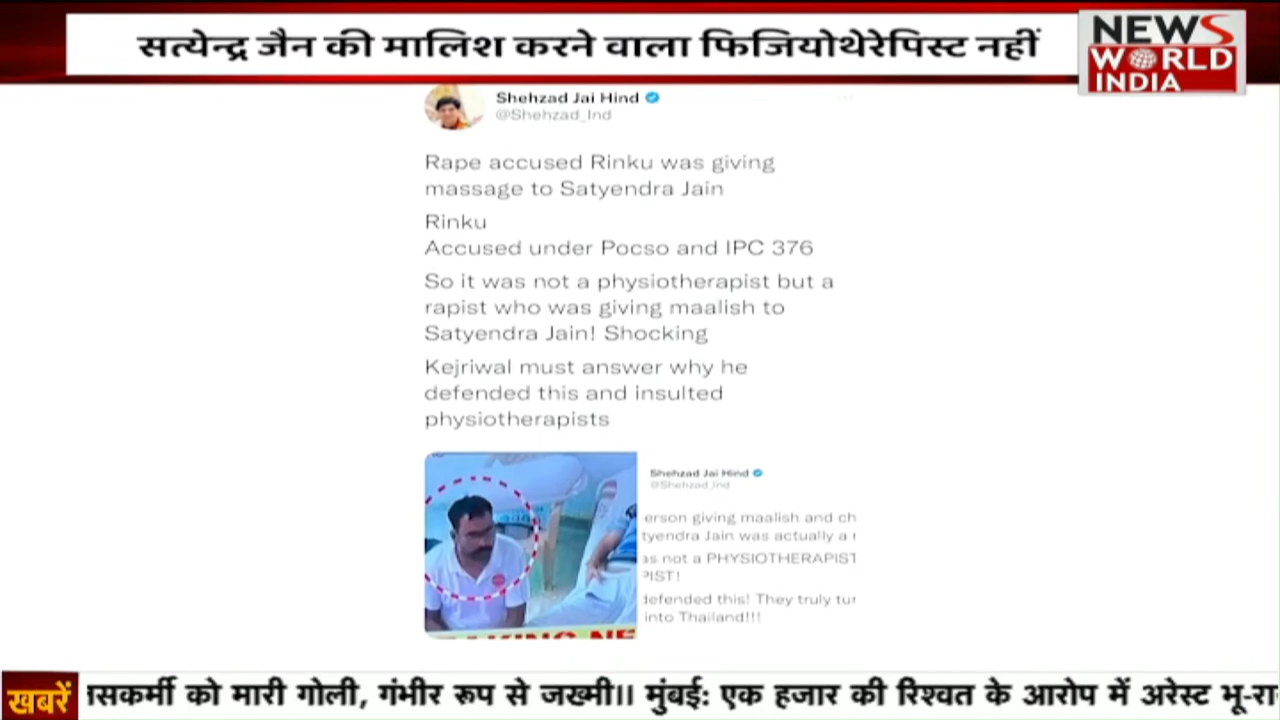 सत्येन्द्र जैन की मालिश करने वाला फिजियोथेरेपिस्ट नहीं
NEWS
WORLD
INDIA
Shehzad Jai Hind
@Shehzad_Ind
Rape accused Rinku was giving
massage to Satyendra Jain
Rinku
Accused under Pocso and IPC 376
So it was not a physiotherapist but a
rapist who was giving maalish to
Satyendra Jain! Shocking
Kejriwal must answer why he
defended this and insulted
physiotherapists
Shehzad Jai Hind
@Shehzad_Ind
erson giving maalish and ch
tyendra Jain was actually a
as not a PHYSIOTHERAPIST
PIST!
defended this! They truly tur
into Thailand!!!
खबरें
सकर्मी को मारी गोली, गंभीर रूप से जख्मी।। मुंबई: एक हजार की रिश्वत के आरोप में अरेस्ट भू-रा